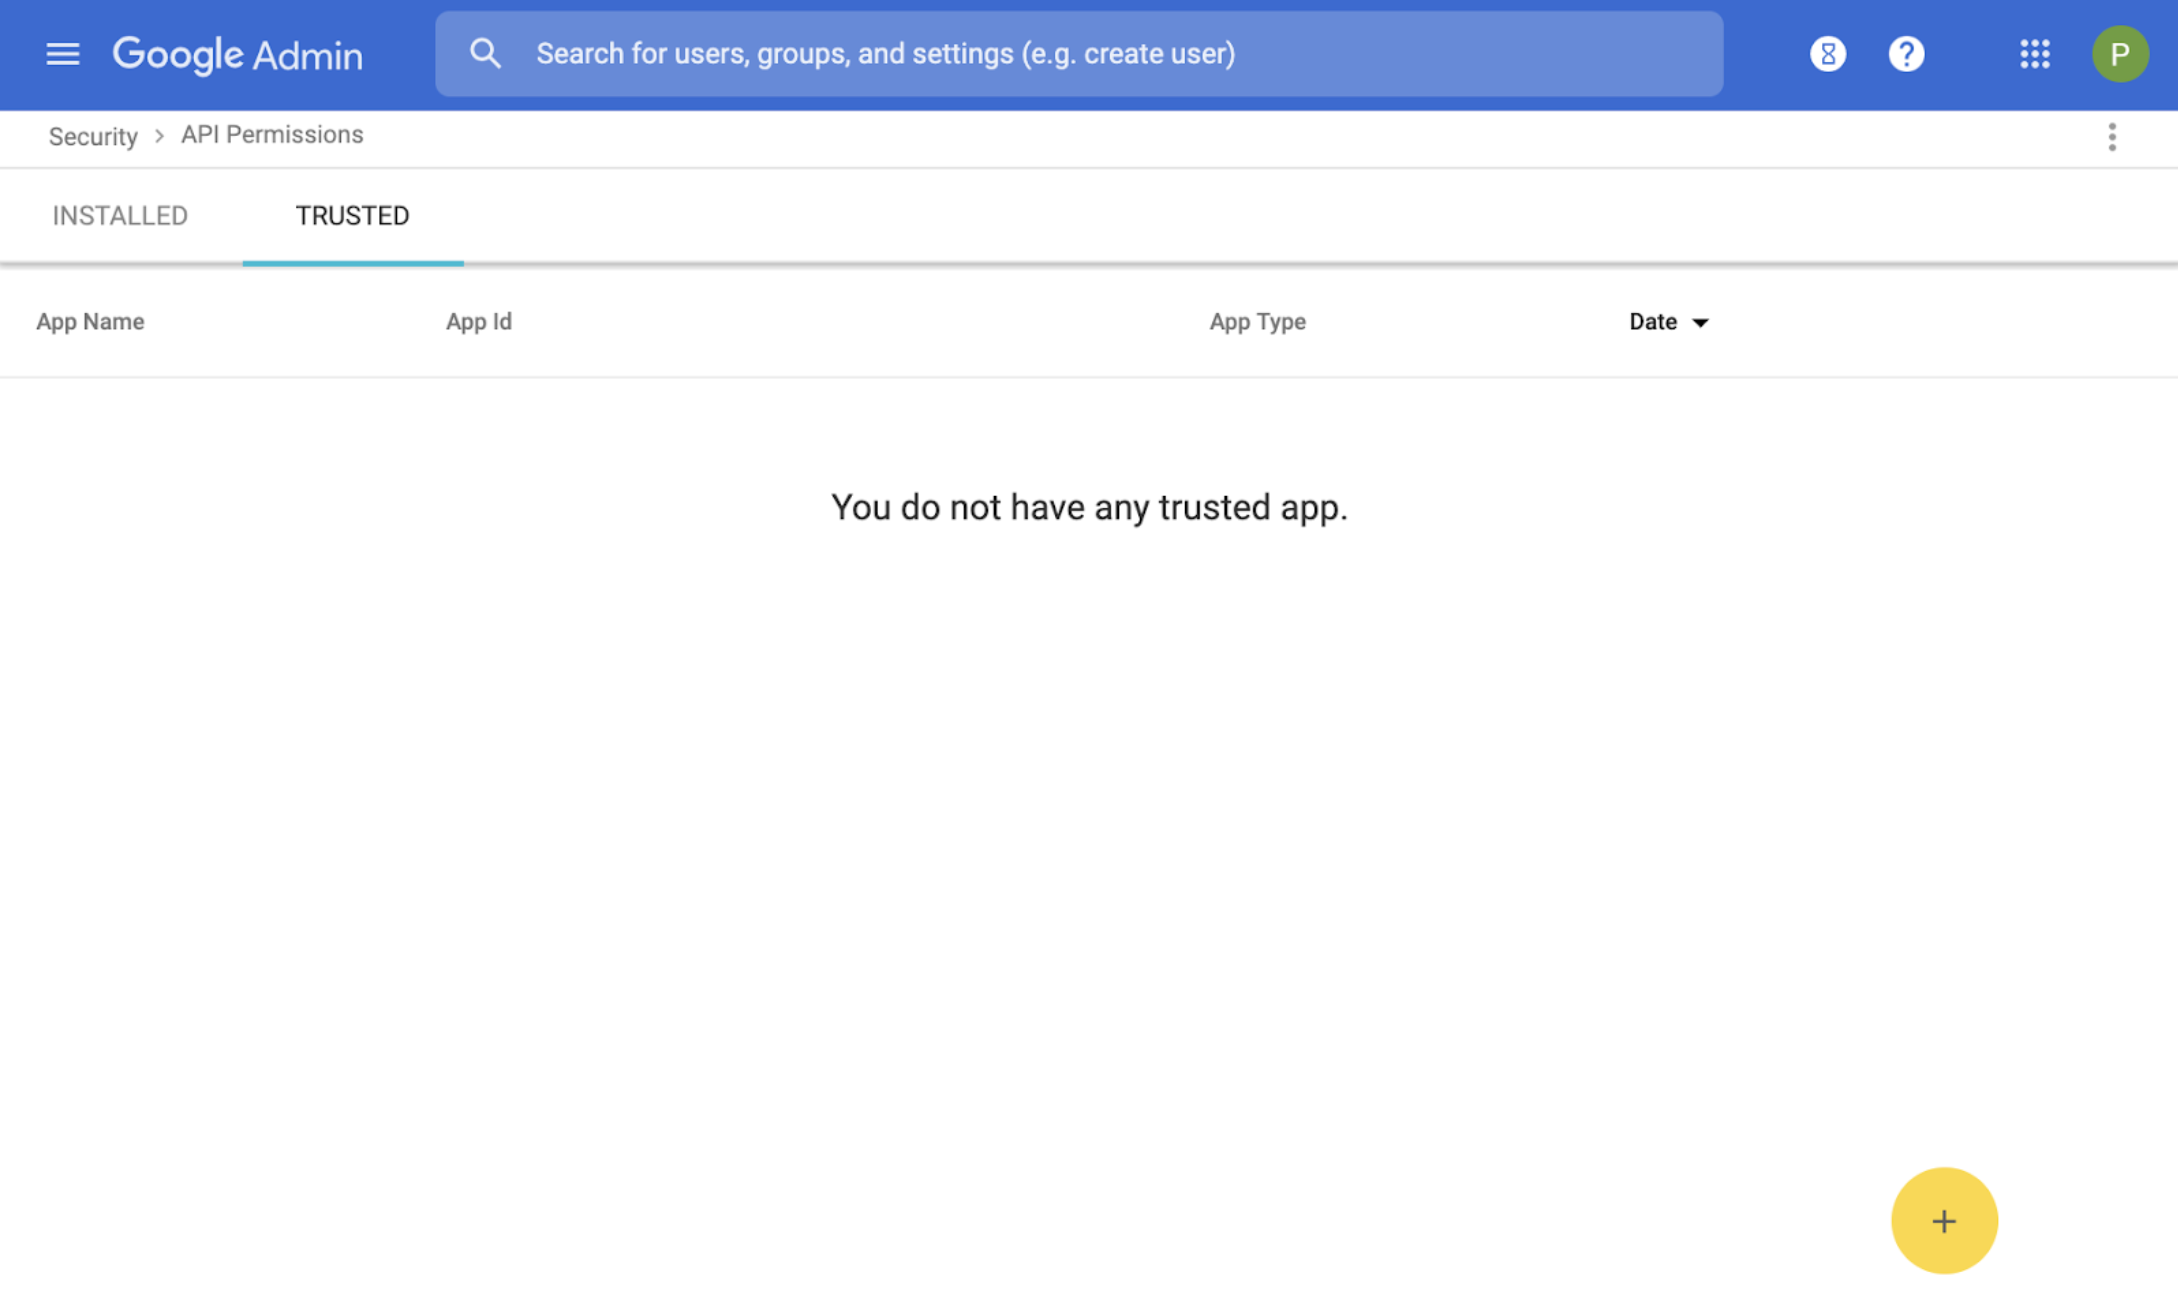 Google Admin
Search for users, groups, and settings (e.g. create user)
?
P
Security > API Permissions
INSTALLED
TRUSTED
App Name
App Id
App Type
Date
You do not have any trusted app.
+